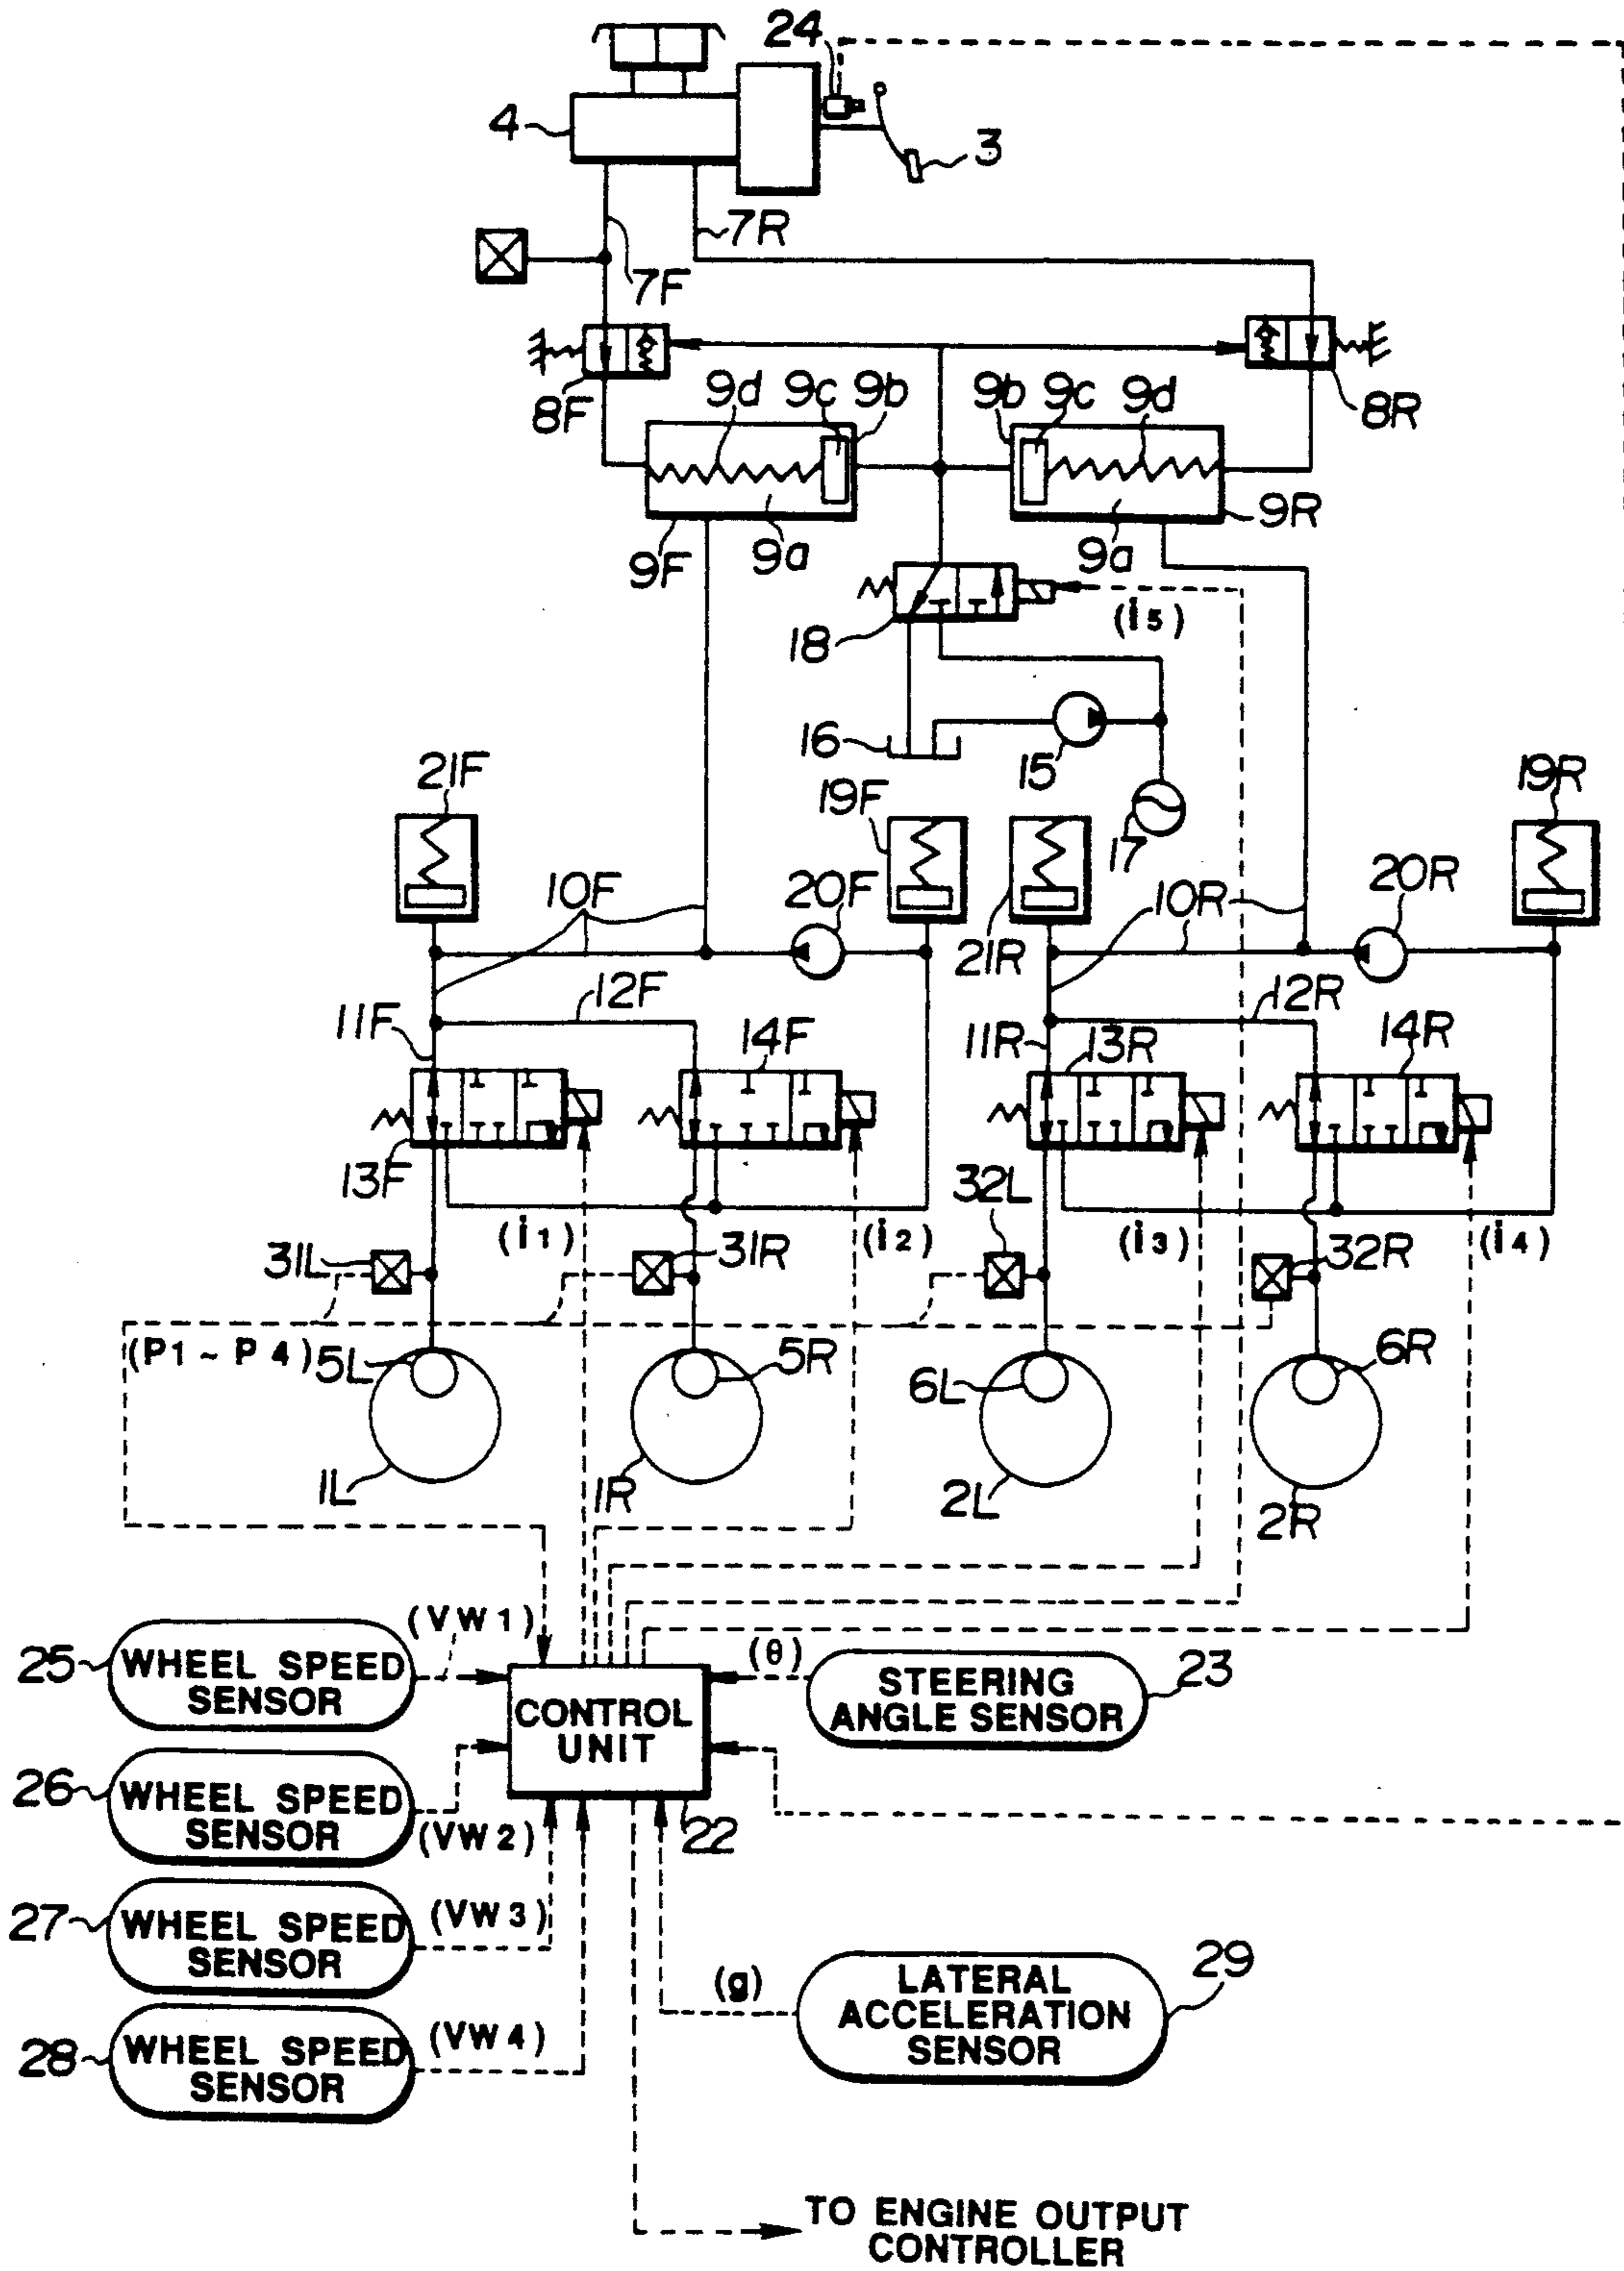 24
4
3
7R
7F
8F
9d
9c
9b
9b
9c
9d
8R
9F
9a
9a
9R
(i5)
18
16
15
21F
19F
17
19R
10F
20F
21R
10R
20R
12F
12R
11F
14F
11R
13R
14R
13F
32L
(i1)
31R
(i2)
(i3)
32R
(i4)
31L
(P1 ~ P4)
5L
5R
6L
6R
1L
1R
2L
2R
(VW1)
25
WHEEL SPEED
SENSOR
(θ)
STEERING
ANGLE SENSOR
23
CONTROL
UNIT
26
WHEEL SPEED
SENSOR
(VW2)
22
27
WHEEL SPEED
SENSOR
(VW3)
28
WHEEL SPEED
SENSOR
(VW4)
(g)
LATERAL
ACCELERATION
SENSOR
29
TO ENGINE OUTPUT
CONTROLLER